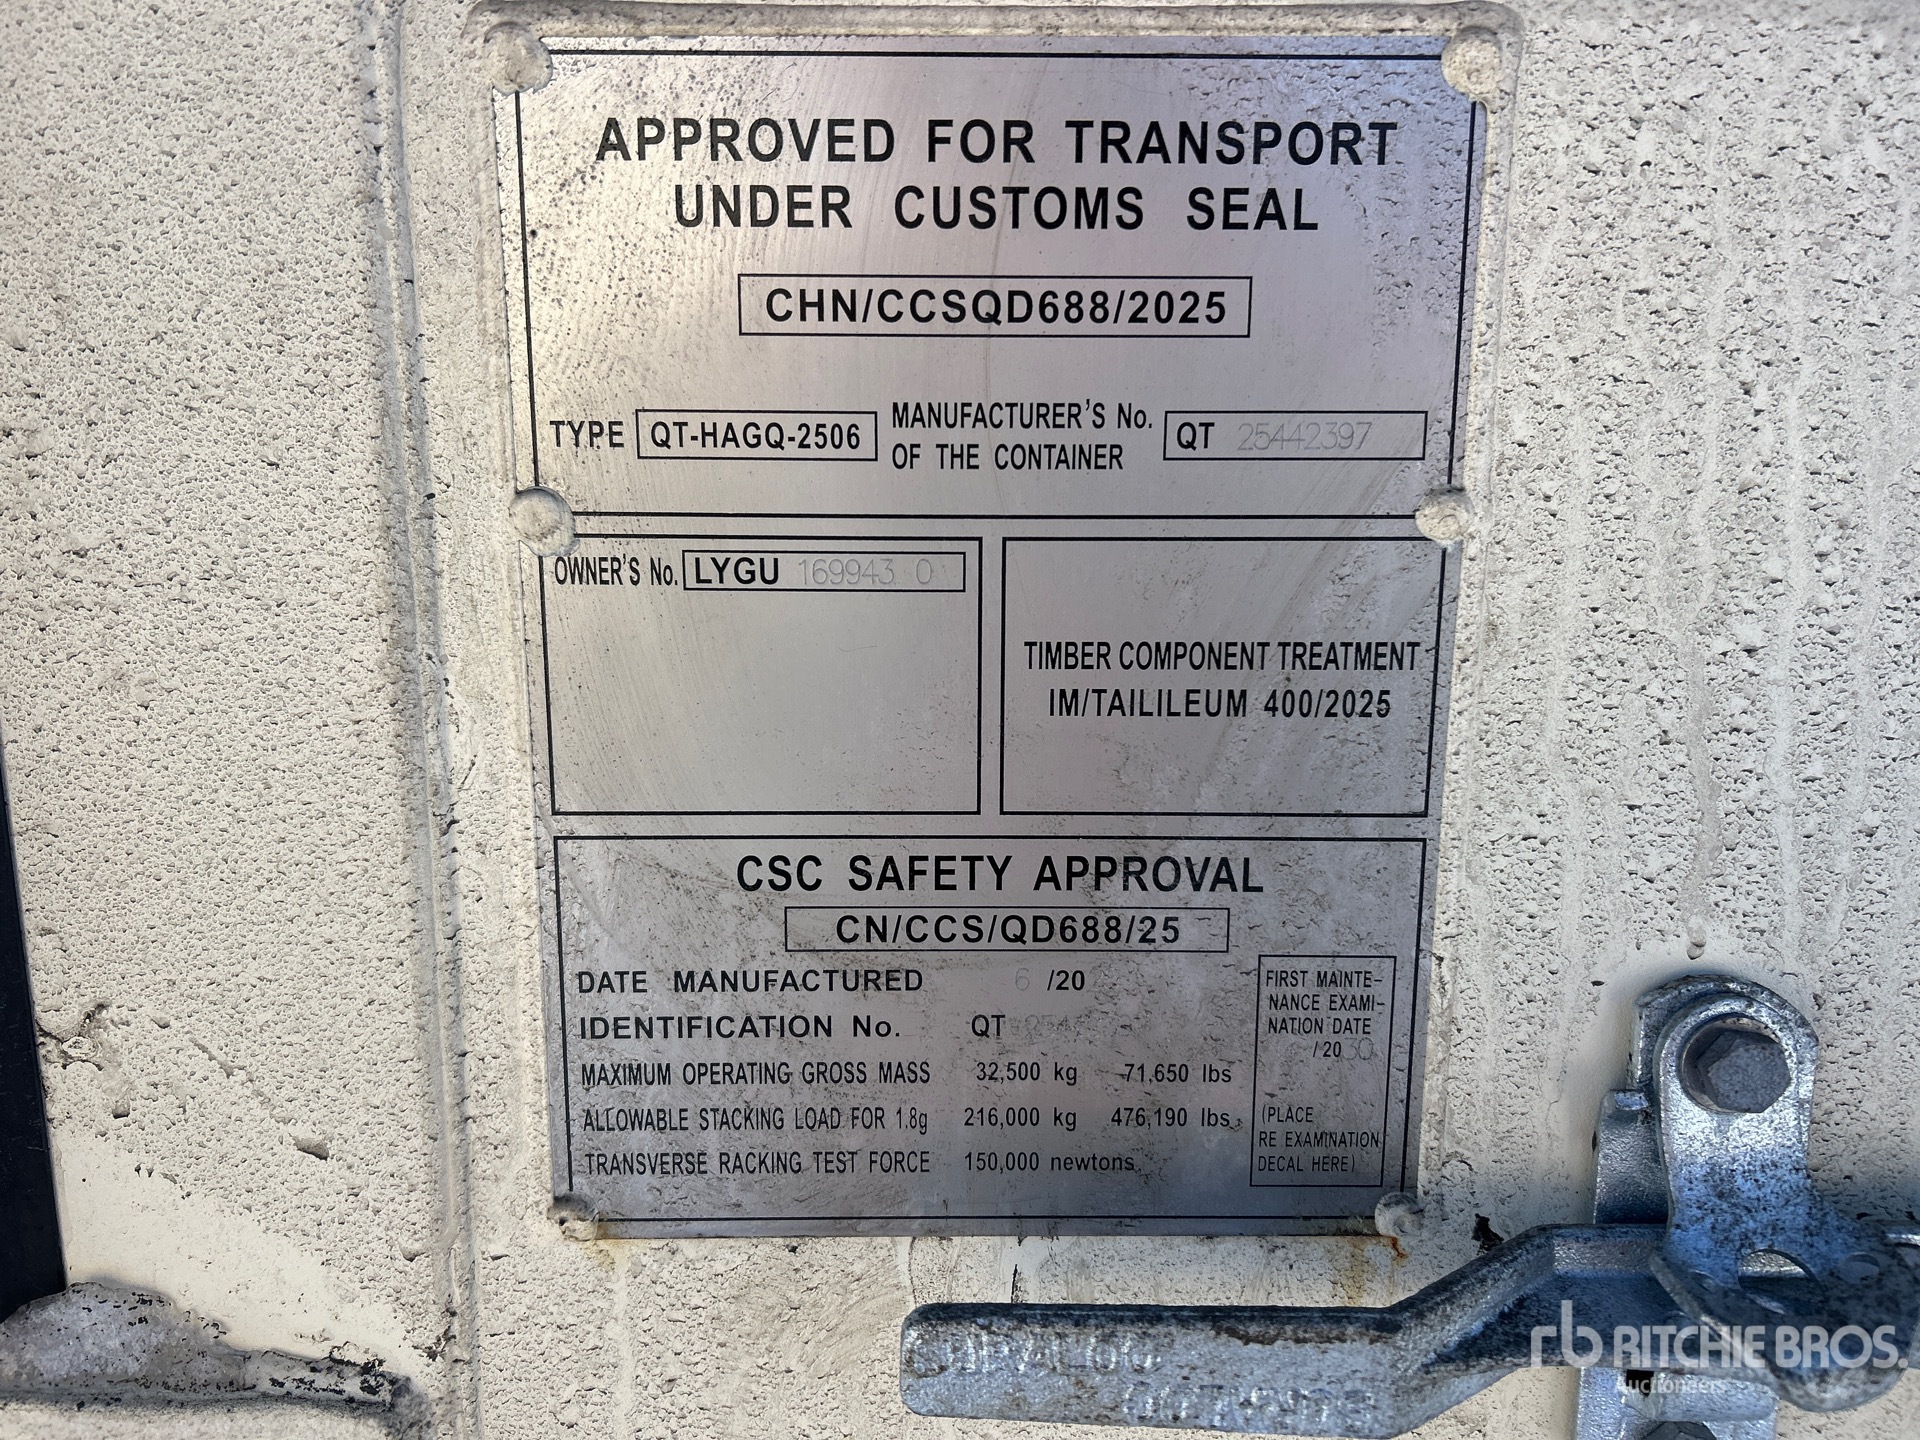 APPROVED FOR TRANSPORT
UNDER CUSTOMS SEAL
CHN/CCSQD688/2025
TYPE QT-HAGQ-2506 MANUFACTURER'S No. OF THE CONTAINER QT 25442397
OWNER'S No. LYGU 169943 0
TIMBER COMPONENT TREATMENT
IM/TAILILEUM 400/2025
CSC SAFETY APPROVAL
CN/CCS/QD688/25
DATE MANUFACTURED 6 /20
IDENTIFICATION No. QT
MAXIMUM OPERATING GROSS MASS 32,500 kg 71,650 lbs
ALLOWABLE STACKING LOAD FOR 1.8g 216,000 kg 476,190 lbs
TRANSVERSE RACKING TEST FORCE 150,000 newtons
FIRST MAINTE-
NANCE EXAMI-
NATION DATE
/2030
(PLACE
RE EXAMINATION
DECAL HERE)
rb RITCHIE BROS.
Auctioneers